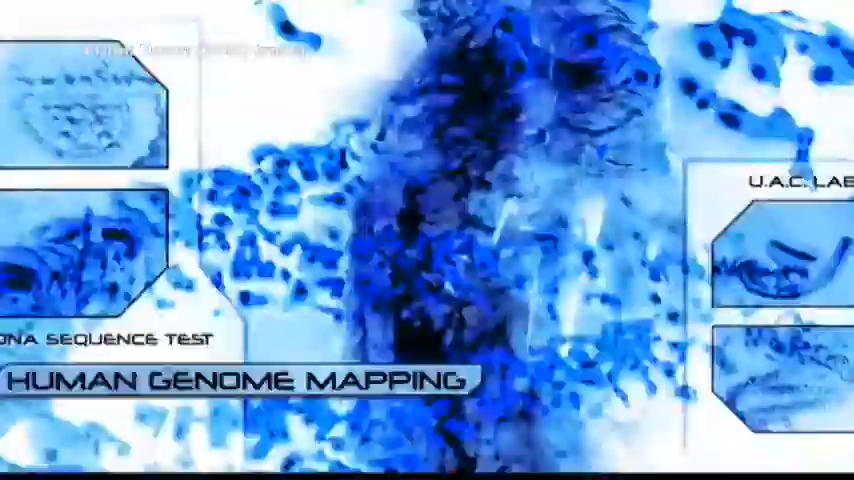 U.A.C. LAB
DNA SEQUENCE TEST
HUMAN GENOME MAPPING